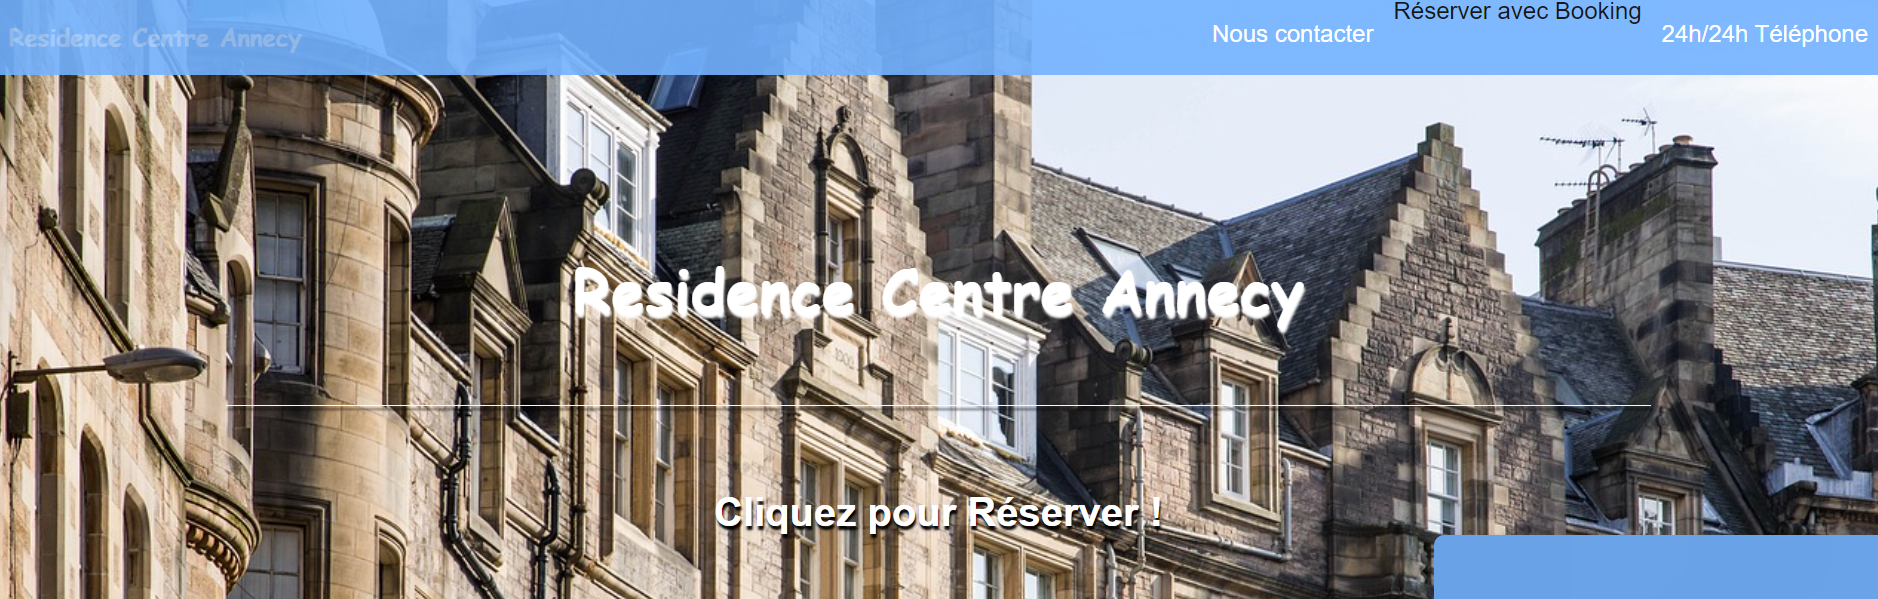 Residence Centre Annecy
Nous contacter
Réserver avec Booking
24h/24h Téléphone
Residence Centre Annecy
Cliquez pour Réserver !